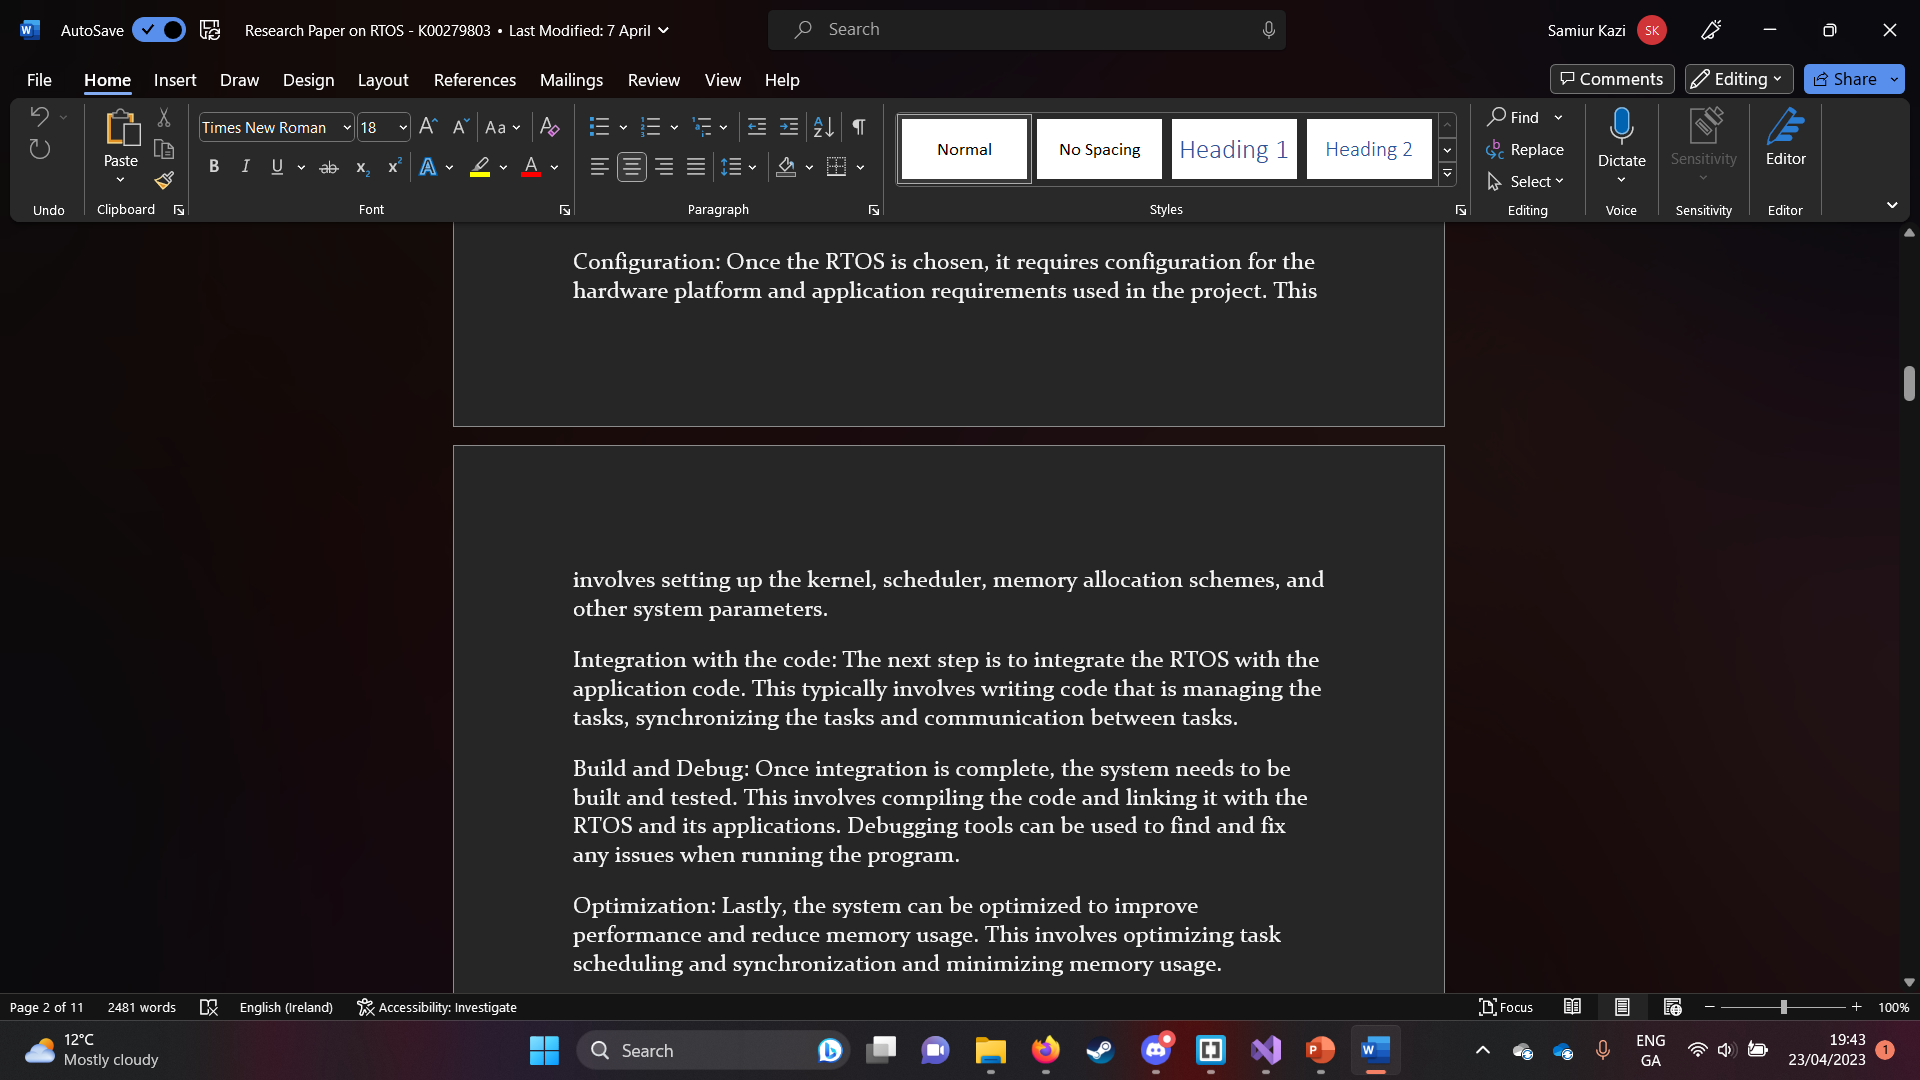 AutoSave
Research Paper on RTOS - K00279803 • Last Modified: 7 April
Search
Samiur Kazi
SK
File
Home
Insert
Draw
Design
Layout
References
Mailings
Review
View
Help
Comments
Editing
Share
Undo
Paste
Clipboard
Times New Roman
18
Aa
B
I
U
ab
x2
x2
A
A
Font
Paragraph
Normal
No Spacing
Heading 1
Heading 2
Styles
Find
Replace
Select
Editing
Dictate
Voice
Sensitivity
Sensitivity
Editor
Editor
Configuration: Once the RTOS is chosen, it requires configuration for the
hardware platform and application requirements used in the project. This
involves setting up the kernel, scheduler, memory allocation schemes, and
other system parameters.
Integration with the code: The next step is to integrate the RTOS with the
application code. This typically involves writing code that is managing the
tasks, synchronizing the tasks and communication between tasks.
Build and Debug: Once integration is complete, the system needs to be
built and tested. This involves compiling the code and linking it with the
RTOS and its applications. Debugging tools can be used to find and fix
any issues when running the program.
Optimization: Lastly, the system can be optimized to improve
performance and reduce memory usage. This involves optimizing task
scheduling and synchronization and minimizing memory usage.
Page 2 of 11
2481 words
English (Ireland)
Accessibility: Investigate
Focus
100%
12°C
Mostly cloudy
Search
ENG
GA
19:43
23/04/2023
1